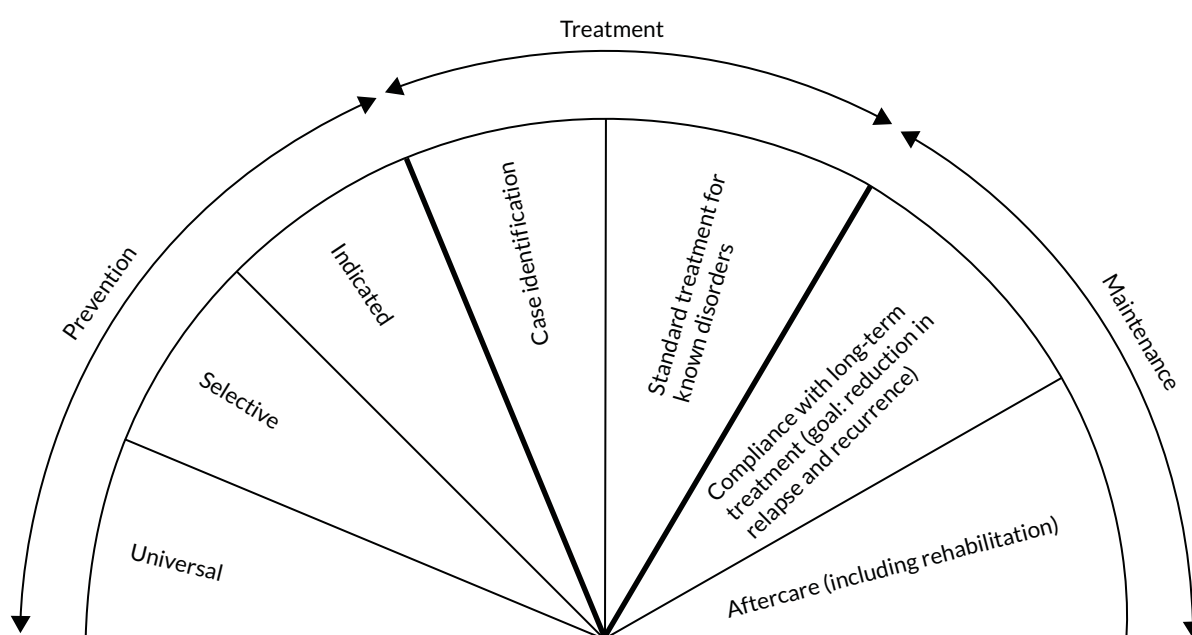 Treatment
Prevention
Maintenance
Universal
Selective
Indicated
Case identification
Standard treatment for
known disorders
Compliance with long-term
treatment (goal: reduction in
relapse and recurrence)
Aftercare (including rehabilitation)